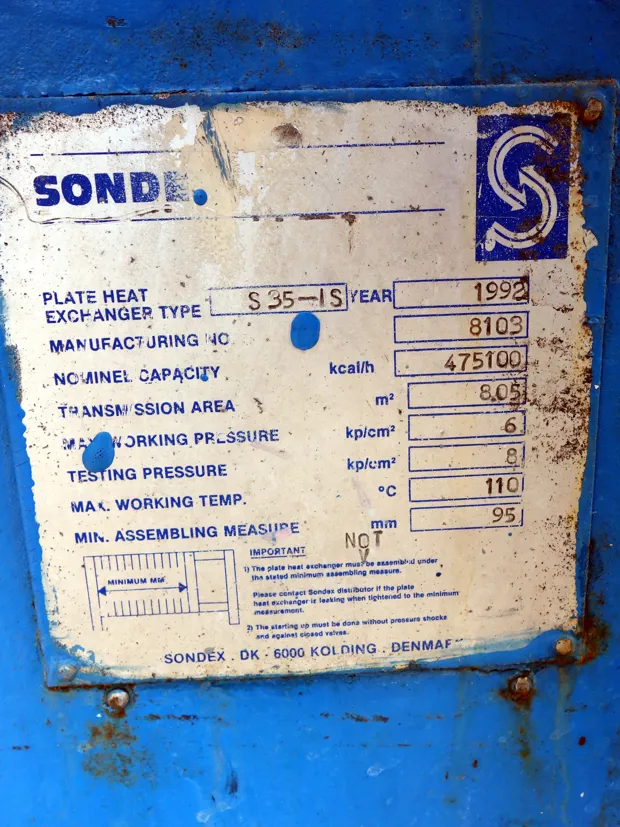 SONDE
PLATE HEAT
EXCHANGER TYPE S35-IS YEAR 1992
MANUFACTURING NO 8103
NOMINEL CAPACITY kcal/h 475100
TRANSMISSION AREA m² 8.05
MAX. WORKING PRESSURE kp/cm² 6
TESTING PRESSURE kp/cm² 8
MAX. WORKING TEMP. °C 110
MIN. ASSEMBLING MEASURE mm 95
MINIMUM MM
IMPORTANT NOT
1) The plate heat exchanger must be assembled under
the stated minimum assembling measure.
Please contact Sondex distibutor if the plate
heat exchanger is leaking when tightened to the minimum
measurement.
2) The starting up must be done without pressure shocks
and against closed valves.
SONDEX . DK - 6000 KOLDING . DENMARK